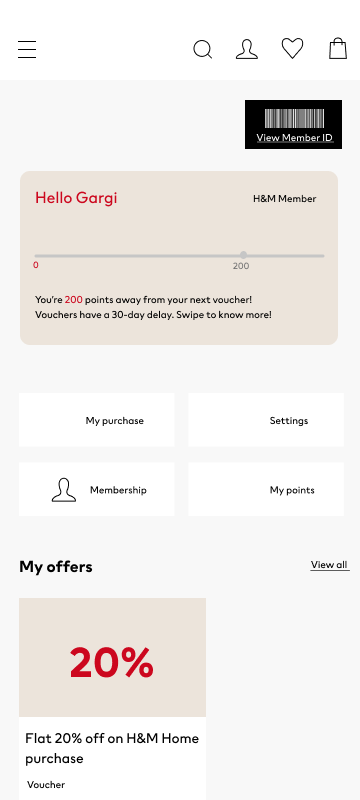 View Member ID
Hello Gargi
H&M Member
0
200
You're 200 points away from your next voucher!
Vouchers have a 30-day delay. Swipe to know more!
My purchase
Settings
Membership
My points
My offers
View all
20%
Flat 20% off on H&M Home
purchase
Voucher